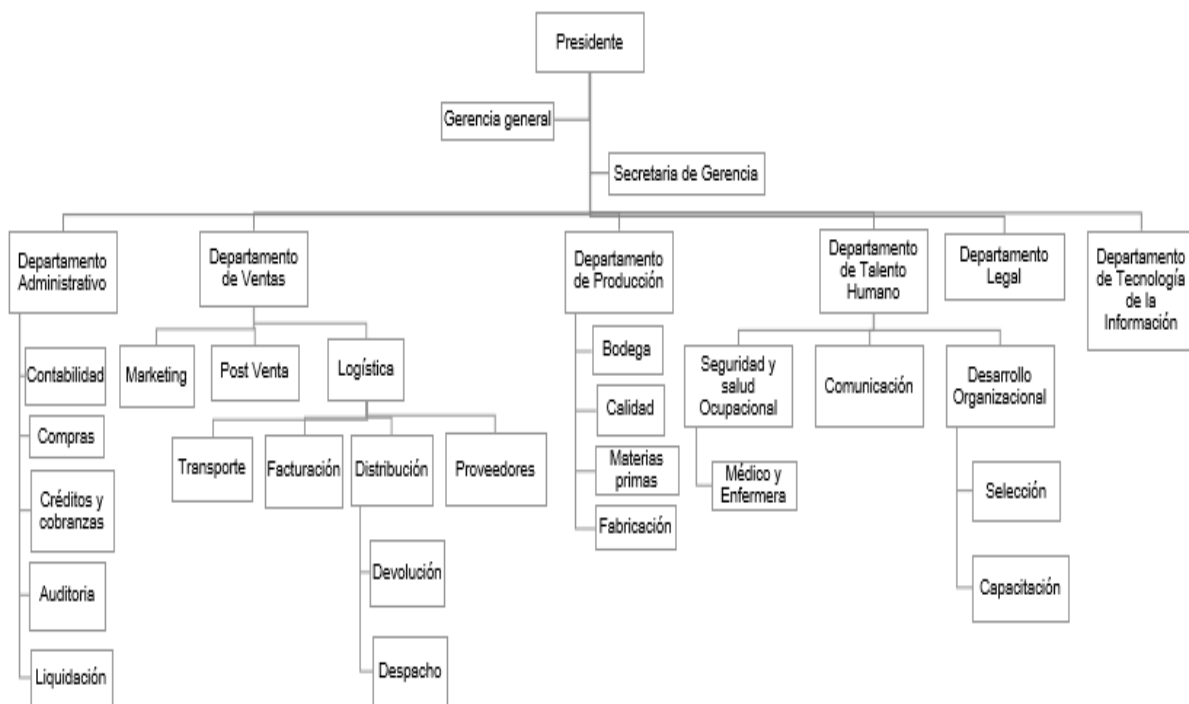 Presidente
Gerencia general
Secretaria de Gerencia
Departamento
Administrativo
Departamento
de Ventas
Departamento
de Producción
Departamento
de Talento
Humano
Departamento
Legal
Departamento
de Tecnología
de la
Información
Contabilidad
Compras
Créditos y
cobranzas
Auditoria
Liquidación
Marketing
Post Venta
Logística
Transporte
Facturación
Distribución
Proveedores
Devolución
Despacho
Bodega
Calidad
Materias
primas
Fabricación
Seguridad y
salud
Ocupacional
Médico y
Enfermera
Comunicación
Desarrollo
Organizacional
Selección
Capacitación